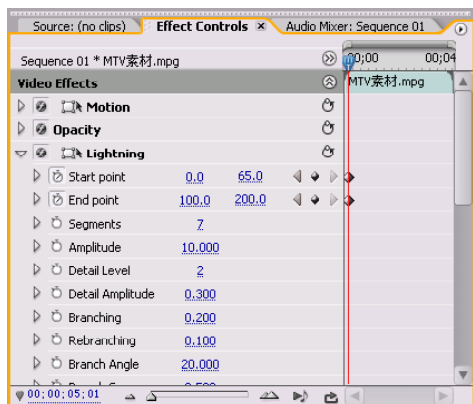 Source: (no clips) Effect Controls × Audio Mixer: Sequence 01
Sequence 01 * MTV素材.mpg 00;00 00;04
Video Effects MTV素材.mpg
Motion
Opacity
Lightning
Start point 0.0 65.0
End point 100.0 200.0
Segments 7
Amplitude 10.000
Detail Level 2
Detail Amplitude 0.300
Branching 0.200
Rebranching 0.100
Branch Angle 20.000
00;00;05;01